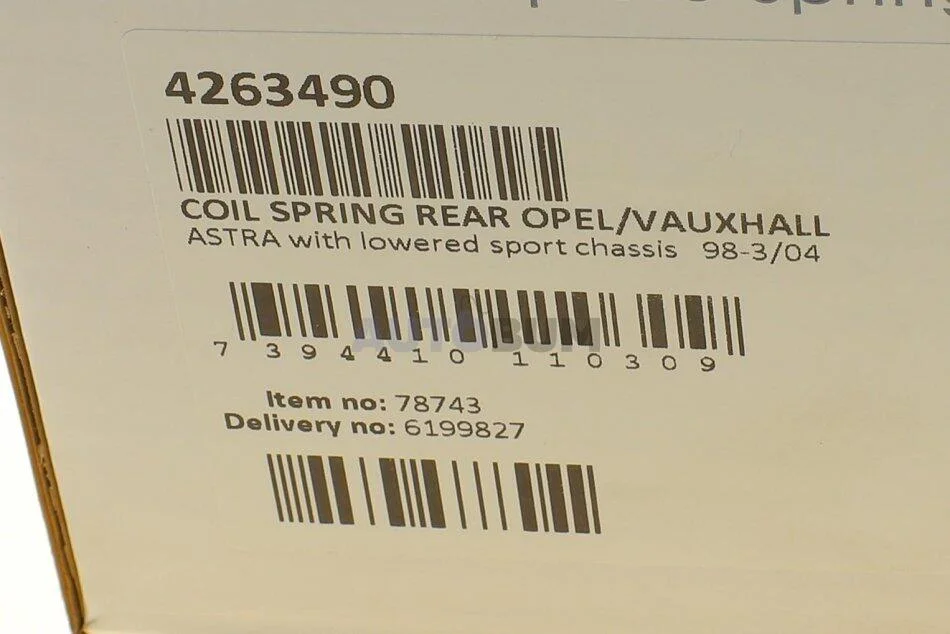 4263490
COIL SPRING REAR OPEL/VAUXHALL
ASTRA with lowered sport chassis 98-3/04
AUTOBUM
7 394410 110309
Item no: 78743
Delivery no: 6199827